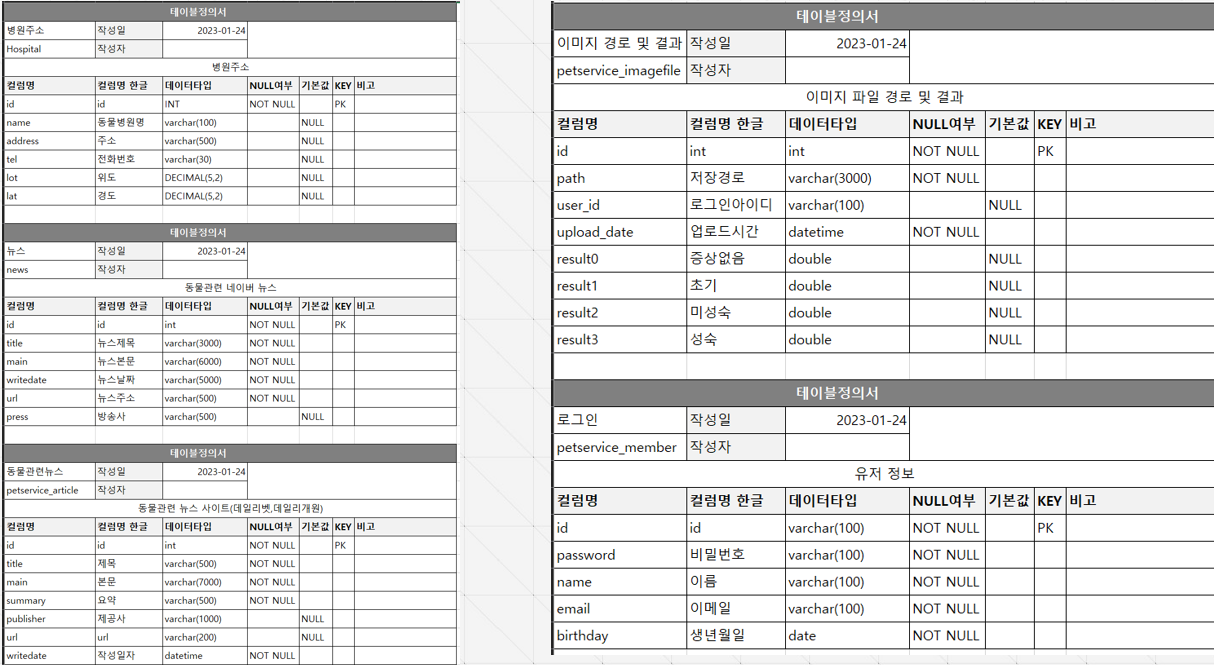 테이블정의서
병원주소 작성일 2023-01-24
Hospital 작성자
병원주소
컬럼명 컬럼명 한글 데이터타입 NULL여부 기본값 KEY 비고
id id INT NOT NULL PK
name 동물병원명 varchar(100) NULL
address 주소 varchar(500) NULL
tel 전화번호 varchar(30) NULL
lot 위도 DECIMAL(5,2) NULL
lat 경도 DECIMAL(5,2) NULL
테이블정의서
뉴스 작성일 2023-01-24
news 작성자
동물관련 네이버 뉴스
컬럼명 컬럼명 한글 데이터타입 NULL여부 기본값 KEY 비고
id id int NOT NULL PK
title 뉴스제목 varchar(3000) NOT NULL
main 뉴스본문 varchar(6000) NOT NULL
writedate 뉴스날짜 varchar(5000) NOT NULL
url 뉴스주소 varchar(500) NOT NULL
press 방송사 varchar(500) NULL
테이블정의서
동물관련뉴스 작성일 2023-01-24
petservice_article 작성자
동물관련 뉴스 사이트(데일리벳,데일리개원)
컬럼명 컬럼명 한글 데이터타입 NULL여부 기본값 KEY 비고
id id int NOT NULL PK
title 제목 varchar(500) NOT NULL
main 본문 varchar(7000) NOT NULL
summary 요약 varchar(500) NOT NULL
publisher 제공사 varchar(1000) NULL
url url varchar(200) NULL
writedate 작성일자 datetime NOT NULL
테이블정의서
이미지 경로 및 결과 작성일 2023-01-24
petservice_imagefile 작성자
이미지 파일 경로 및 결과
컬럼명 컬럼명 한글 데이터타입 NULL여부 기본값 KEY 비고
id int int NOT NULL PK
path 저장경로 varchar(3000) NOT NULL
user_id 로그인아이디 varchar(100) NULL
upload_date 업로드시간 datetime NOT NULL
result0 증상없음 double NULL
result1 초기 double NULL
result2 미성숙 double NULL
result3 성숙 double NULL
테이블정의서
로그인 작성일 2023-01-24
petservice_member 작성자
유저 정보
컬럼명 컬럼명 한글 데이터타입 NULL여부 기본값 KEY 비고
id id varchar(100) NOT NULL PK
password 비밀번호 varchar(100) NOT NULL
name 이름 varchar(100) NOT NULL
email 이메일 varchar(100) NOT NULL
birthday 생년월일 date NOT NULL